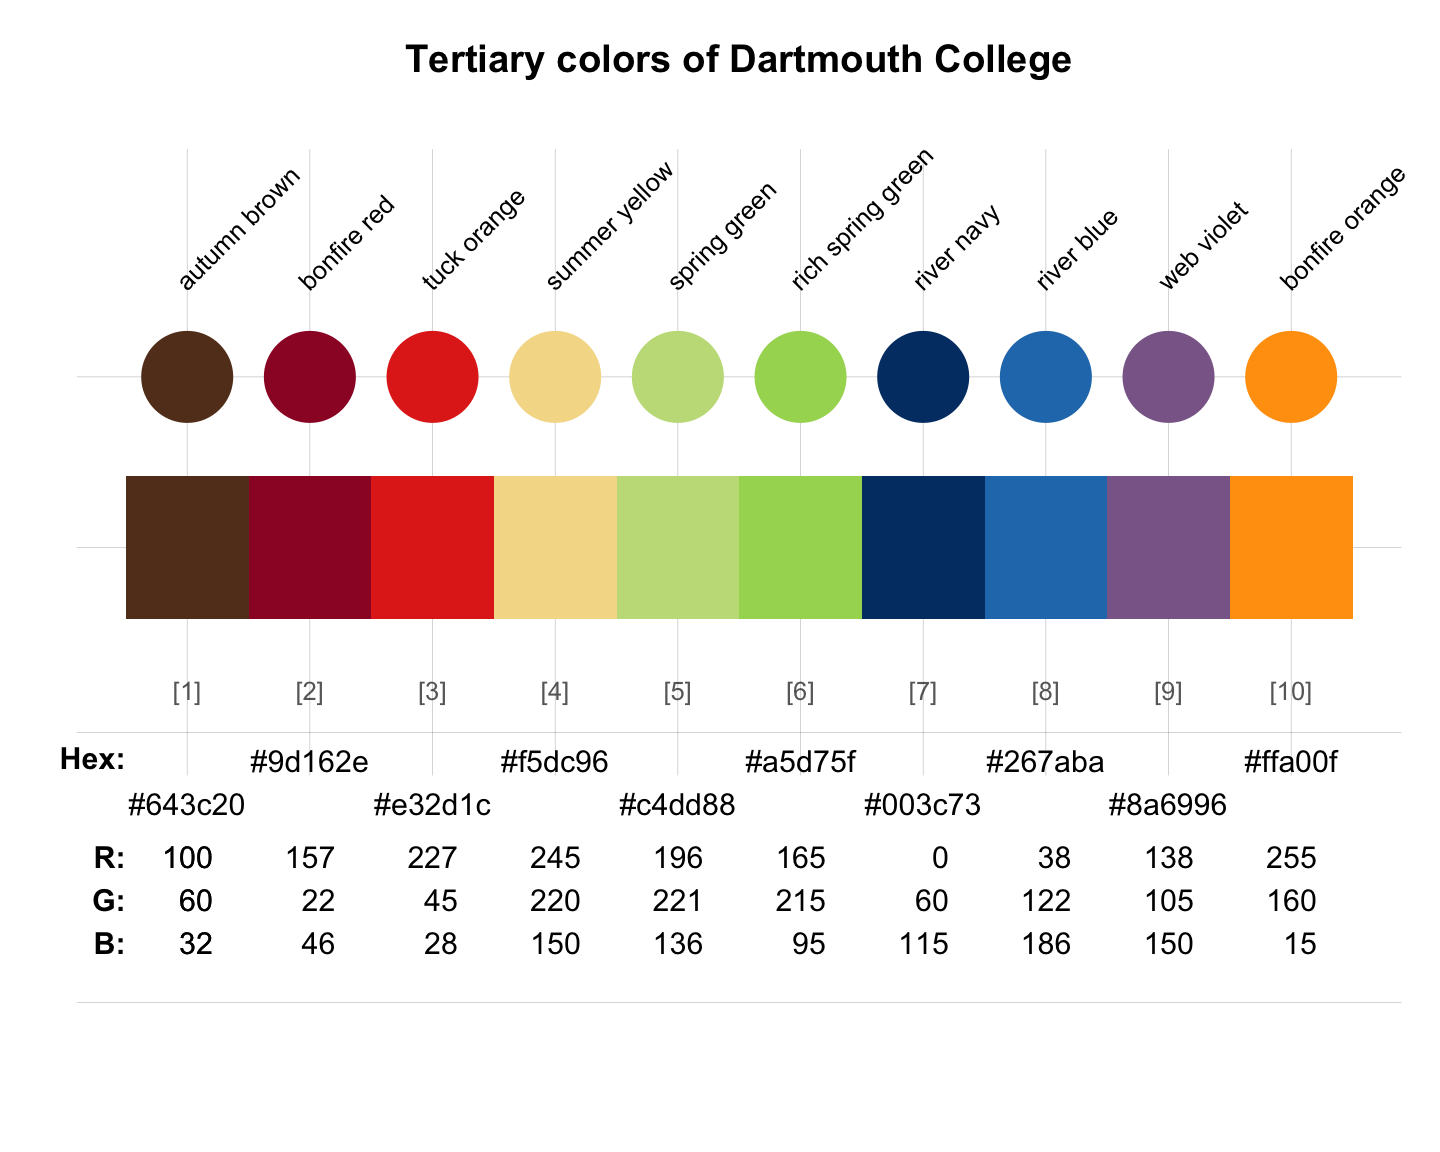 Tertiary colors of Dartmouth College
autumn brown
bonfire red
tuck orange
summer yellow
spring green
rich spring green
river navy
river blue
web violet
bonfire orange
[1] [2] [3] [4] [5] [6] [7] [8] [9] [10]
Hex: #9d162e #f5dc96 #a5d75f #267aba #ffa00f
#643c20 #e32d1c #c4dd88 #003c73 #8a6996
R: 100 157 227 245 196 165 0 38 138 255
G: 60 22 45 220 221 215 60 122 105 160
B: 32 46 28 150 136 95 115 186 150 15